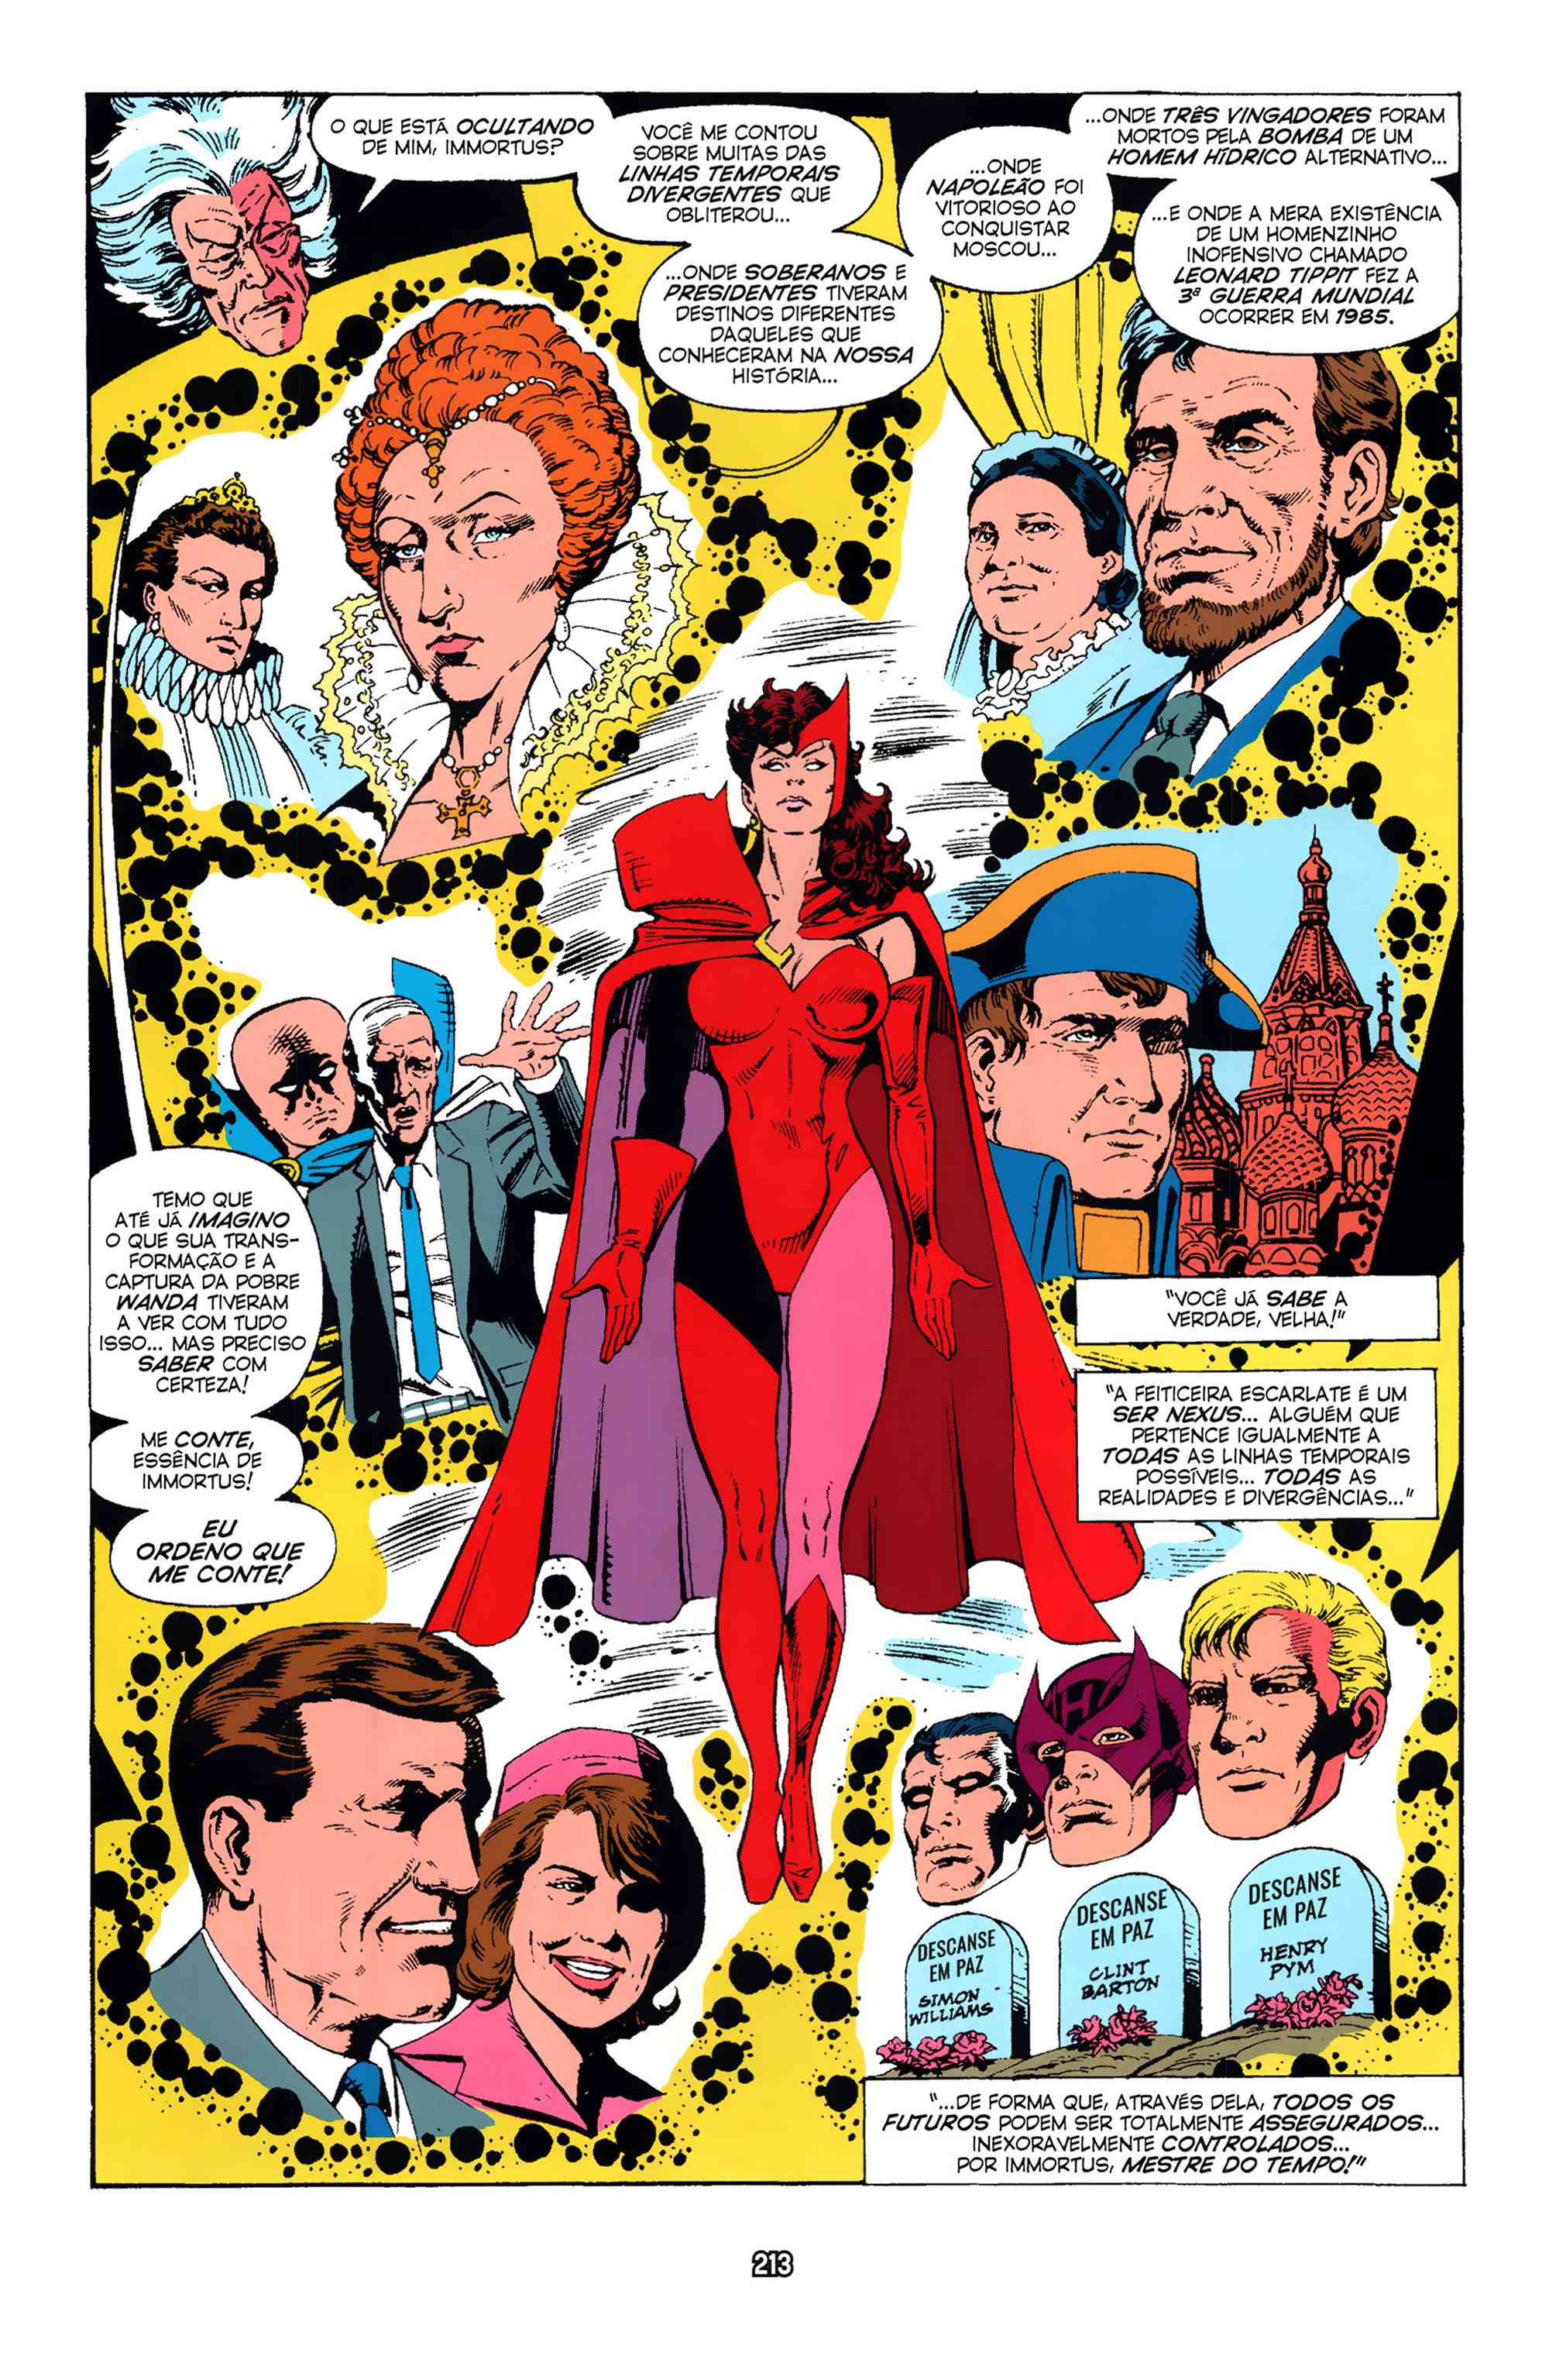 O QUE ESTÁ OCULTANDO
DE MIM, IMMORTUS?
VOCÊ ME CONTOU
SOBRE MUITAS DAS
LINHAS TEMPORAIS
DIVERGENTES QUE
OBLITEROU...
...ONDE SOBERANOS E
PRESIDENTES TIVERAM
DESTINOS DIFERENTES
DAQUELES QUE
CONHECERAM NA NOSSA
HISTÓRIA...
...ONDE
NAPOLEÃO FOI
VITORIOSO AO
CONQUISTAR
MOSCOU...
...ONDE TRÊS VINGADORES FORAM
MORTOS PELA BOMBA DE UM
HOMEM HÍDRICO ALTERNATIVO...
...E ONDE A MERA EXISTÊNCIA
DE UM HOMENZINHO
INOFENSIVO CHAMADO
LEONARD TIPPIT FEZ A
3ª GUERRA MUNDIAL
OCORRER EM 1985.
TEMO QUE
ATÉ JÁ IMAGINO
O QUE SUA TRANS-
FORMAÇÃO E A
CAPTURA DA POBRE
WANDA TIVERAM
A VER COM TUDO
ISSO... MAS PRECISO
SABER COM
CERTEZA!
ME CONTE,
ESSÊNCIA DE
IMMORTUS!
EU
ORDENO QUE
ME CONTE!
"VOCÊ JÁ SABE A
VERDADE, VELHA!"
"A FEITICEIRA ESCARLATE É UM
SER NEXUS... ALGUÉM QUE
PERTENCE IGUALMENTE A
TODAS AS LINHAS TEMPORAIS
POSSÍVEIS... TODAS AS
REALIDADES E DIVERGÊNCIAS..."
H
DESCANSE
EM PAZ
SIMON
WILLIAMS
DESCANSE
EM PAZ
CLINT
BARTON
DESCANSE
EM PAZ
HENRY
PYM
"...DE FORMA QUE, ATRAVÉS DELA, TODOS OS
FUTUROS PODEM SER TOTALMENTE ASSEGURADOS...
INEXORAVELMENTE CONTROLADOS...
POR IMMORTUS, MESTRE DO TEMPO!"
213